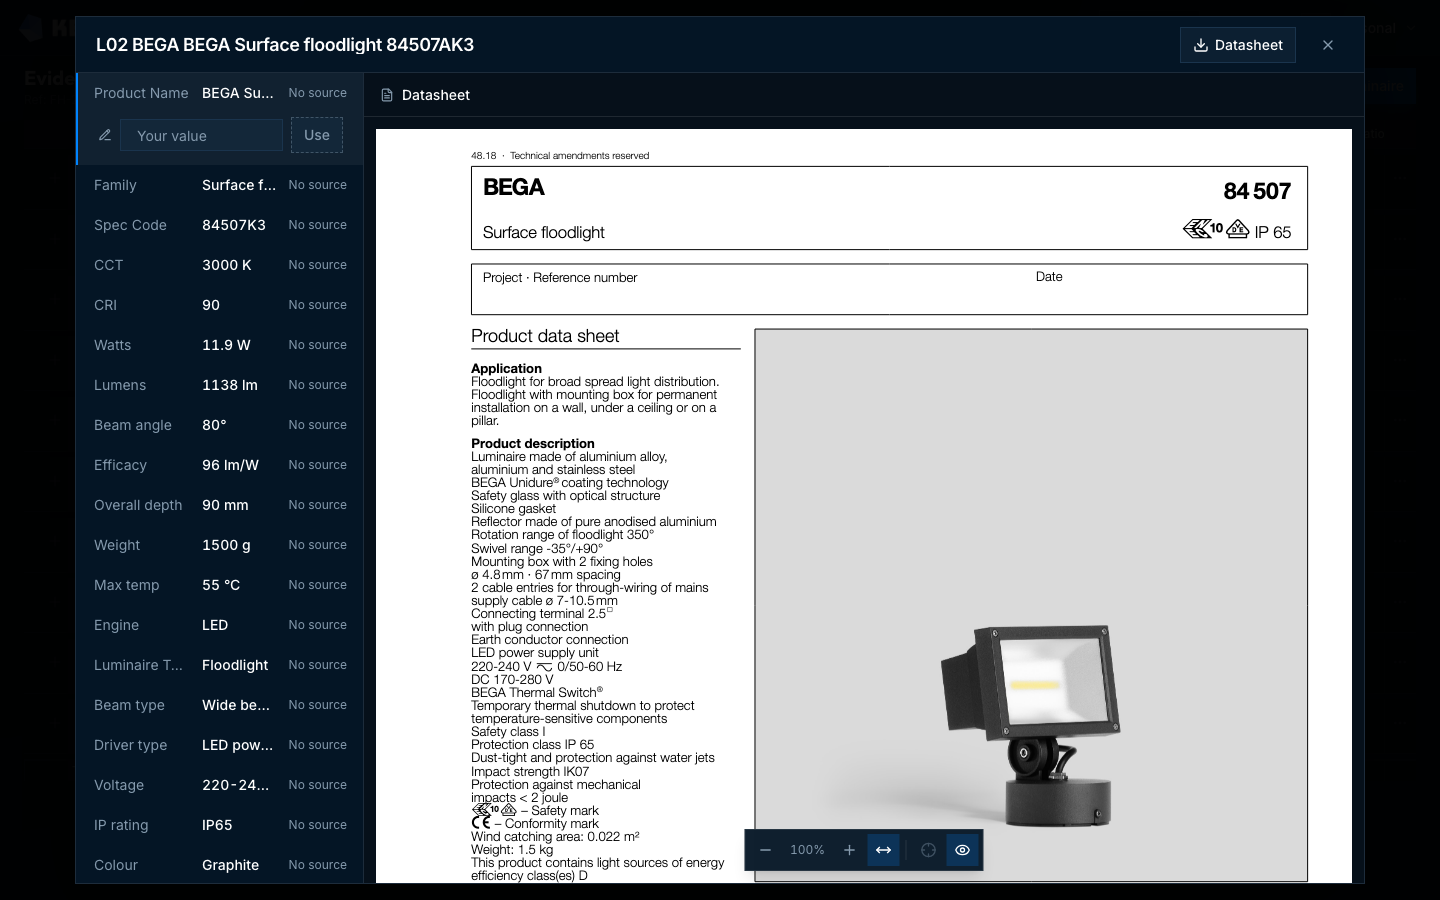 L02 BEGA BEGA Surface floodlight 84507AK3
Datasheet
Product Name BEGA Su... No source
Your value Use
Family Surface f... No source
Spec Code 84507K3 No source
CCT 3000 K No source
CRI 90 No source
Watts 11.9 W No source
Lumens 1138 lm No source
Beam angle 80° No source
Efficacy 96 lm/W No source
Overall depth 90 mm No source
Weight 1500 g No source
Max temp 55 °C No source
Engine LED No source
Luminaire T... Floodlight No source
Beam type Wide be... No source
Driver type LED pow... No source
Voltage 220-24... No source
IP rating IP65 No source
Colour Graphite No source
Datasheet
48.18 · Technical amendments reserved
BEGA
84 507
Surface floodlight
10 IP 65
Project · Reference number
Date
Product data sheet
Application
Floodlight for broad spread light distribution.
Floodlight with mounting box for permanent
installation on a wall, under a ceiling or on a
pillar.
Product description
Luminaire made of aluminium alloy,
aluminium and stainless steel
BEGA Unidure® coating technology
Safety glass with optical structure
Silicone gasket
Reflector made of pure anodised aluminium
Rotation range of floodlight 350°
Swivel range -35°/+90°
Mounting box with 2 fixing holes
ø 4.8 mm · 67 mm spacing
2 cable entries for through-wiring of mains
supply cable ø 7-10.5 mm
Connecting terminal 2.5□
with plug connection
Earth conductor connection
LED power supply unit
220-240 V 0/50-60 Hz
DC 170-280 V
BEGA Thermal Switch®
Temporary thermal shutdown to protect
temperature-sensitive components
Safety class I
Protection class IP 65
Dust-tight and protection against water jets
Impact strength IK07
Protection against mechanical
impacts < 2 joule
10 – Safety mark
CE – Conformity mark
Wind catching area: 0.022 m²
Weight: 1.5 kg
This product contains light sources of energy
efficiency class(es) D
100%